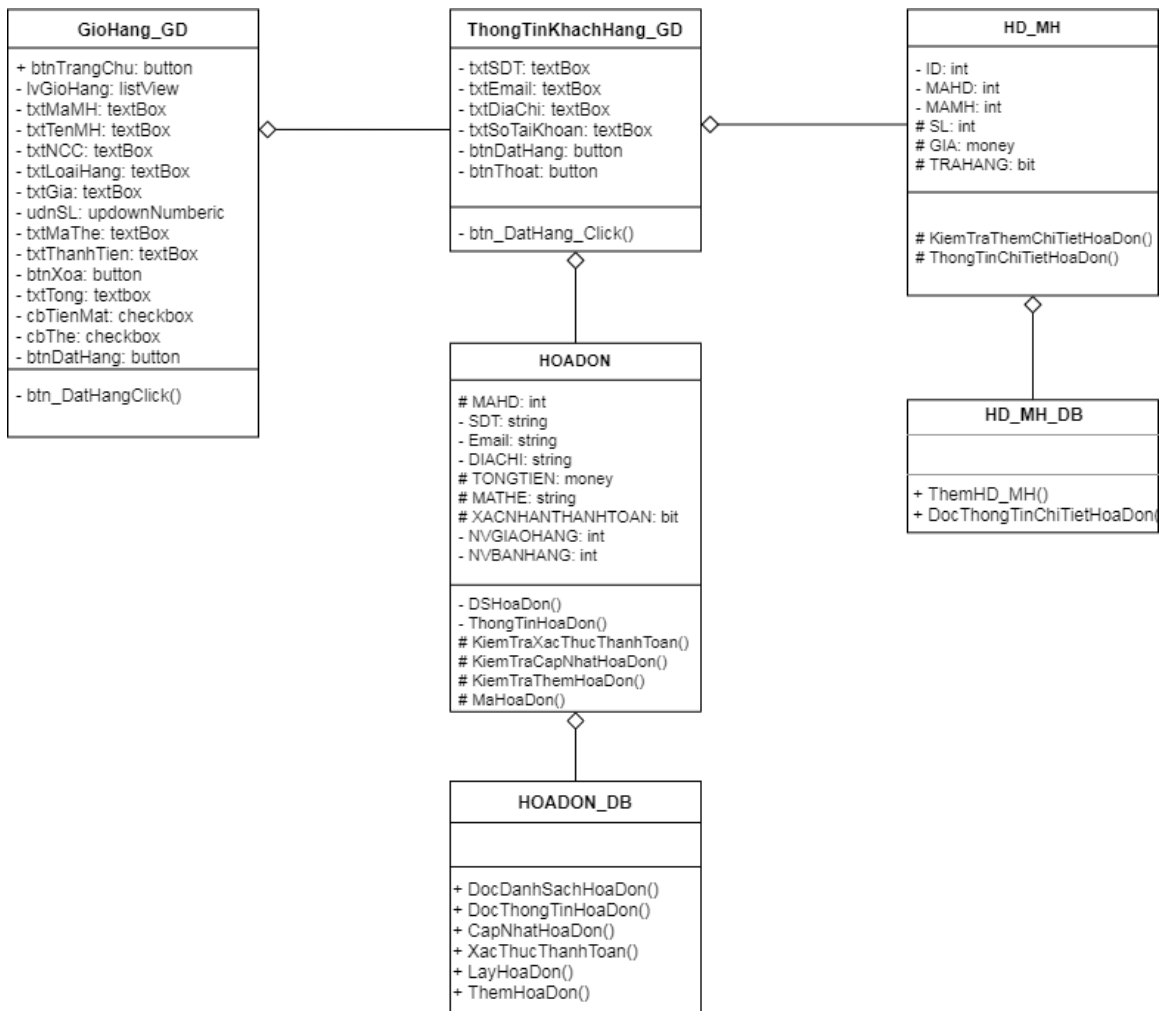 GioHang_GD
+ btnTrangChu: button
- lvGioHang: listView
- txtMaMH: textBox
- txtTenMH: textBox
- txtNCC: textBox
- txtLoaiHang: textBox
- txtGia: textBox
- udnSL: updownNumberic
- txtMaThe: textBox
- txtThanhTien: textBox
- btnXoa: button
- txtTong: textbox
- cbTienMat: checkbox
- cbThe: checkbox
- btnDatHang: button
- btn_DatHangClick()
ThongTinKhachHang_GD
- txtSDT: textBox
- txtEmail: textBox
- txtDiaChi: textBox
- txtSoTaiKhoan: textBox
- btnDatHang: button
- btnThoat: button
- btn_DatHang_Click()
HD_MH
- ID: int
- MAHD: int
- MAMH: int
# SL: int
# GIA: money
# TRAHANG: bit
# KiemTraThemChiTietHoaDon()
# ThongTinChiTietHoaDon()
HOADON
# MAHD: int
- SDT: string
- Email: string
- DIACHI: string
# TONGTIEN: money
# MATHE: string
# XACNHANTHANHTOAN: bit
- NVGIAOHANG: int
- NVBANHANG: int
- DSHoaDon()
- ThongTinHoaDon()
# KiemTraXacThucThanhToan()
# KiemTraCapNhatHoaDon()
# KiemTraThemHoaDon()
# MaHoaDon()
HD_MH_DB
+ ThemHD_MH()
+ DocThongTinChiTietHoaDon(
HOADON_DB
+ DocDanhSachHoaDon()
+ DocThongTinHoaDon()
+ CapNhatHoaDon()
+ XacThucThanhToan()
+ LayHoaDon()
+ ThemHoaDon()